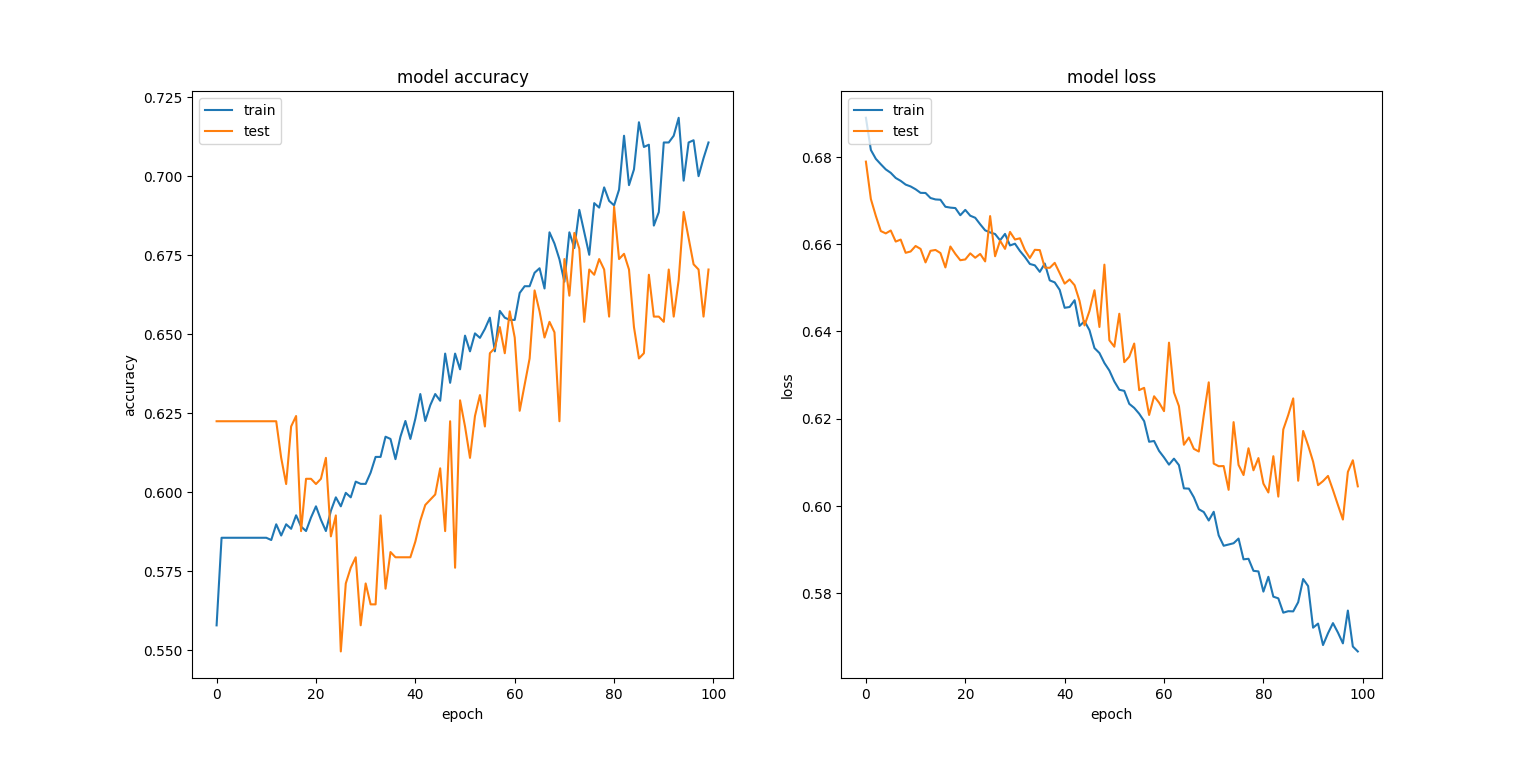 model accuracy
train
test
0.725
0.700
0.675
0.650
0.625
0.600
0.575
0.550
accuracy
0 20 40 60 80 100
epoch
model loss
train
test
0.68
0.66
0.64
0.62
0.60
0.58
loss
0 20 40 60 80 100
epoch